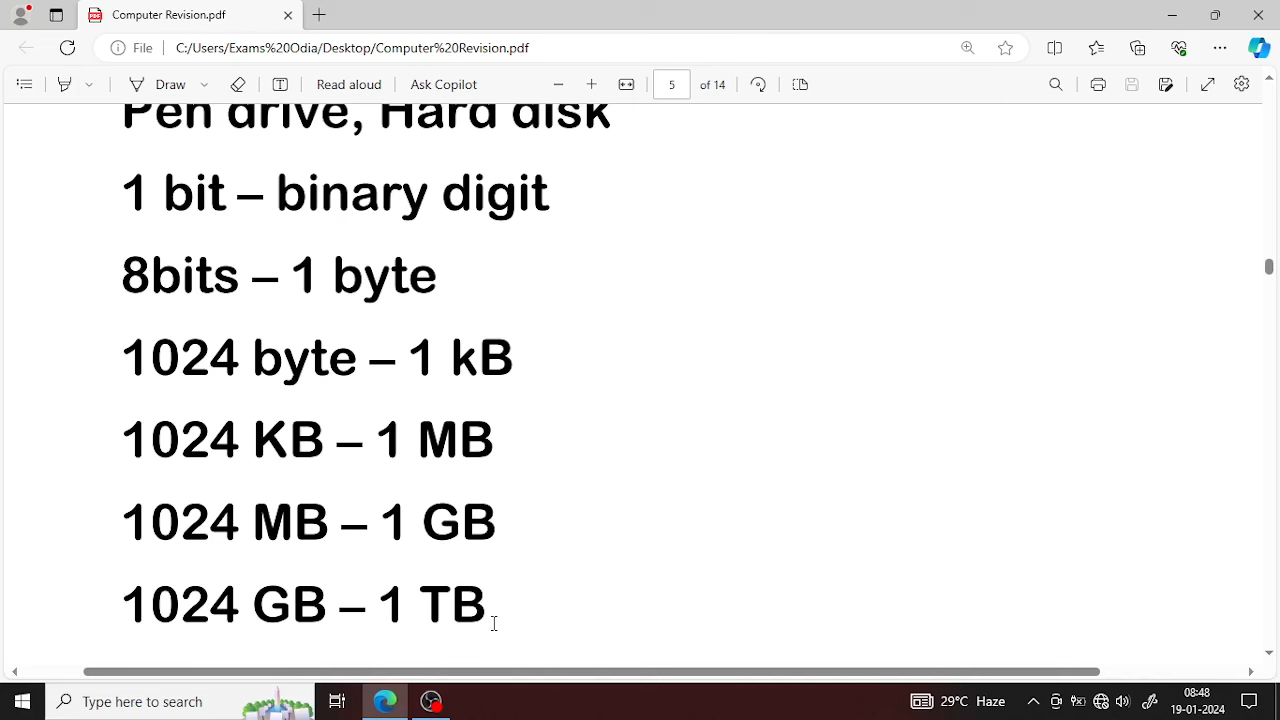 Computer Revision.pdf
File C:/Users/Exams%20Odia/Desktop/Computer%20Revision.pdf
Draw Read aloud Ask Copilot 5 of 14
Pen drive, Hard disk
1 bit – binary digit
8bits – 1 byte
1024 byte – 1 kB
1024 KB – 1 MB
1024 MB – 1 GB
1024 GB – 1 TB
Type here to search 29°C Haze 08:48
19-01-2024